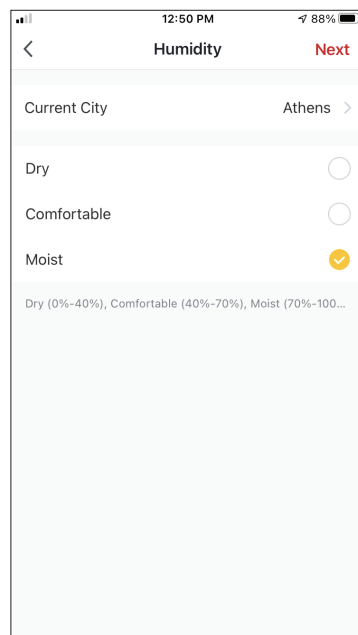 12:50 PM 88%
Humidity Next
Current City Athens
Dry
Comfortable
Moist
Dry (0%-40%), Comfortable (40%-70%), Moist (70%-100...